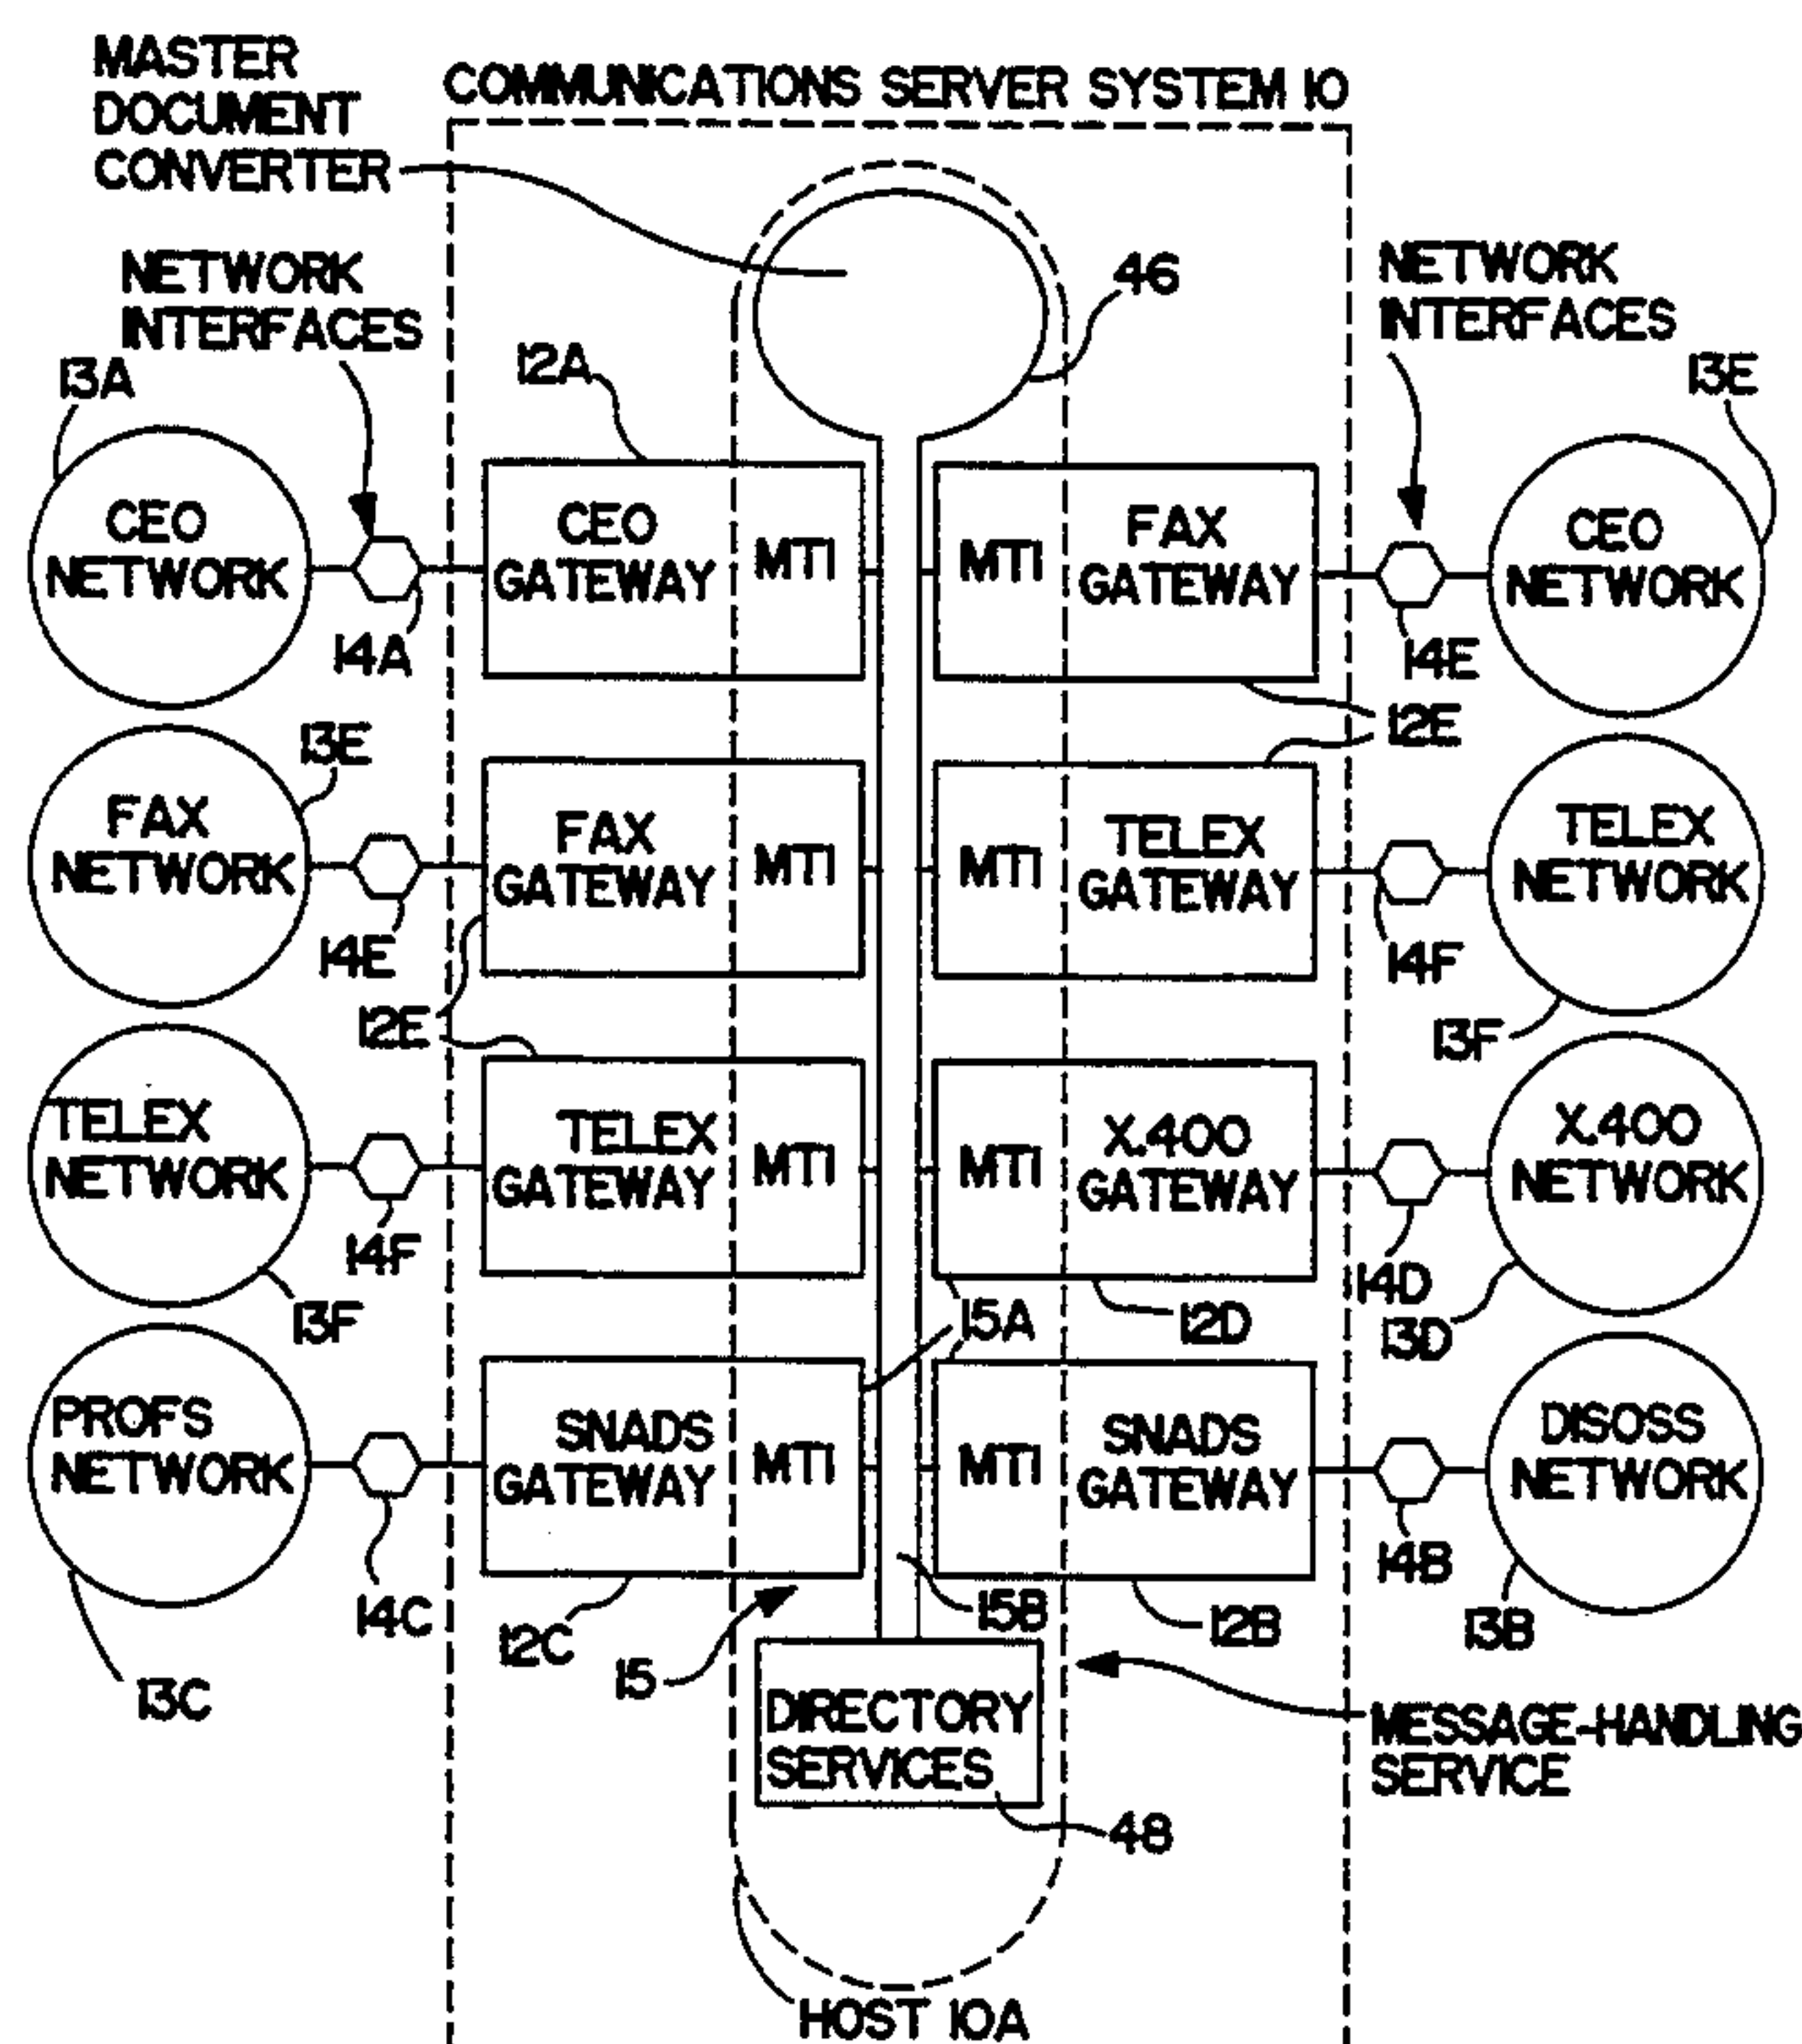 MASTER
DOCUMENT
CONVERTER
COMMUNICATIONS SERVER SYSTEM 10
NETWORK
INTERFACES
46
NETWORK
INTERFACES
13A
12A
13E
CEO
NETWORK
CEO
GATEWAY
MTI
MTI
FAX
GATEWAY
CEO
NETWORK
14A
14E
12E
13E
FAX
NETWORK
FAX
GATEWAY
MTI
MTI
TELEX
GATEWAY
TELEX
NETWORK
14E
14F
12E
13F
TELEX
NETWORK
TELEX
GATEWAY
MTI
MTI
X.400
GATEWAY
X.400
NETWORK
14F
14D
13F
15A
12D
13D
PROFS
NETWORK
SNADS
GATEWAY
MTI
MTI
SNADS
GATEWAY
DISOSS
NETWORK
14C
14B
12C
15B
12B
13B
15
13C
DIRECTORY
SERVICES
MESSAGE-HANDLING
SERVICE
48
HOST 10A